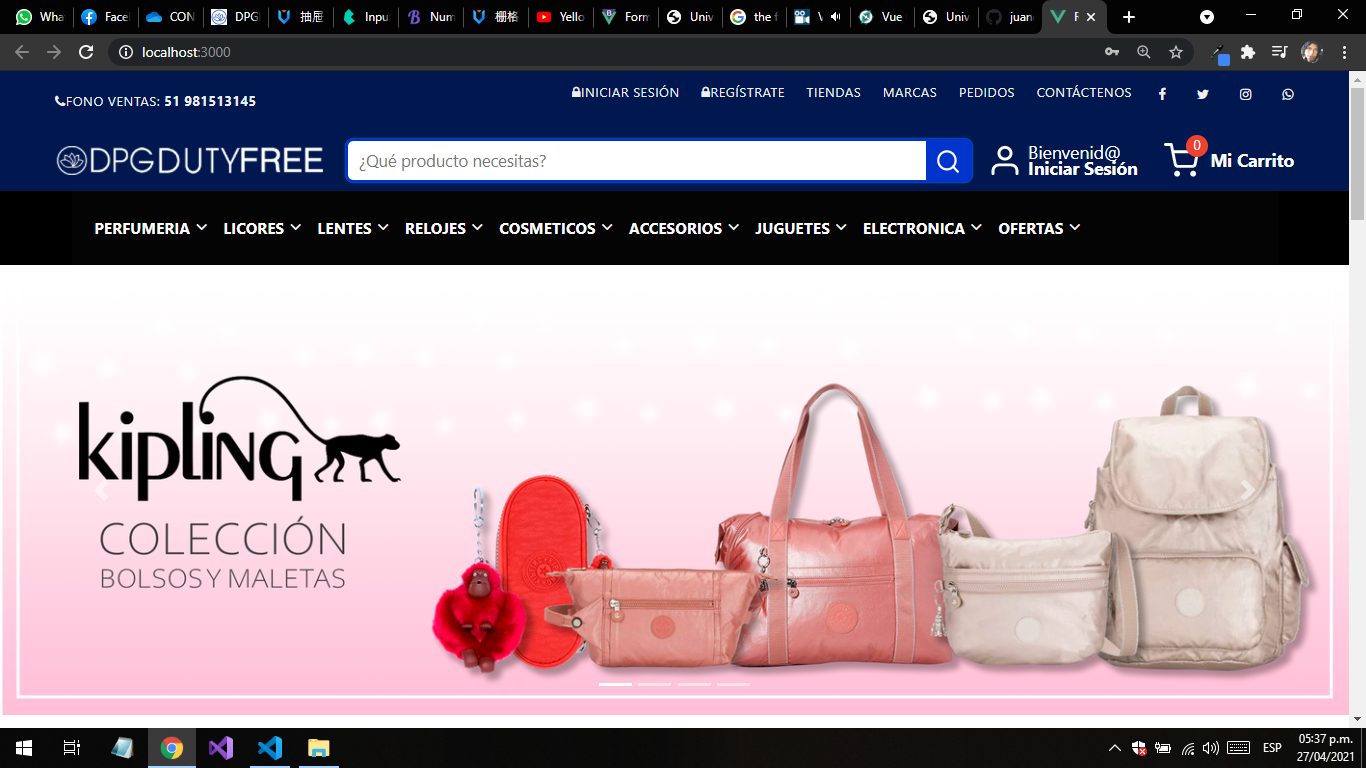 Wha
Face
CON
DPG
抽屉
Inpu
Num
栅格
Yello
Form
Univ
the f
V
Vue
Univ
juan
F
localhost:3000
FONO VENTAS: 51 981513145
INICIAR SESIÓN
REGÍSTRATE
TIENDAS
MARCAS
PEDIDOS
CONTÁCTENOS
DPGDUTYFREE
¿Qué producto necesitas?
Bienvenid@
Iniciar Sesión
0
Mi Carrito
PERFUMERIA
LICORES
LENTES
RELOJES
COSMETICOS
ACCESORIOS
JUGUETES
ELECTRONICA
OFERTAS
kipling
COLECCIÓN
BOLSOS Y MALETAS
ESP
05:37 p.m.
27/04/2021